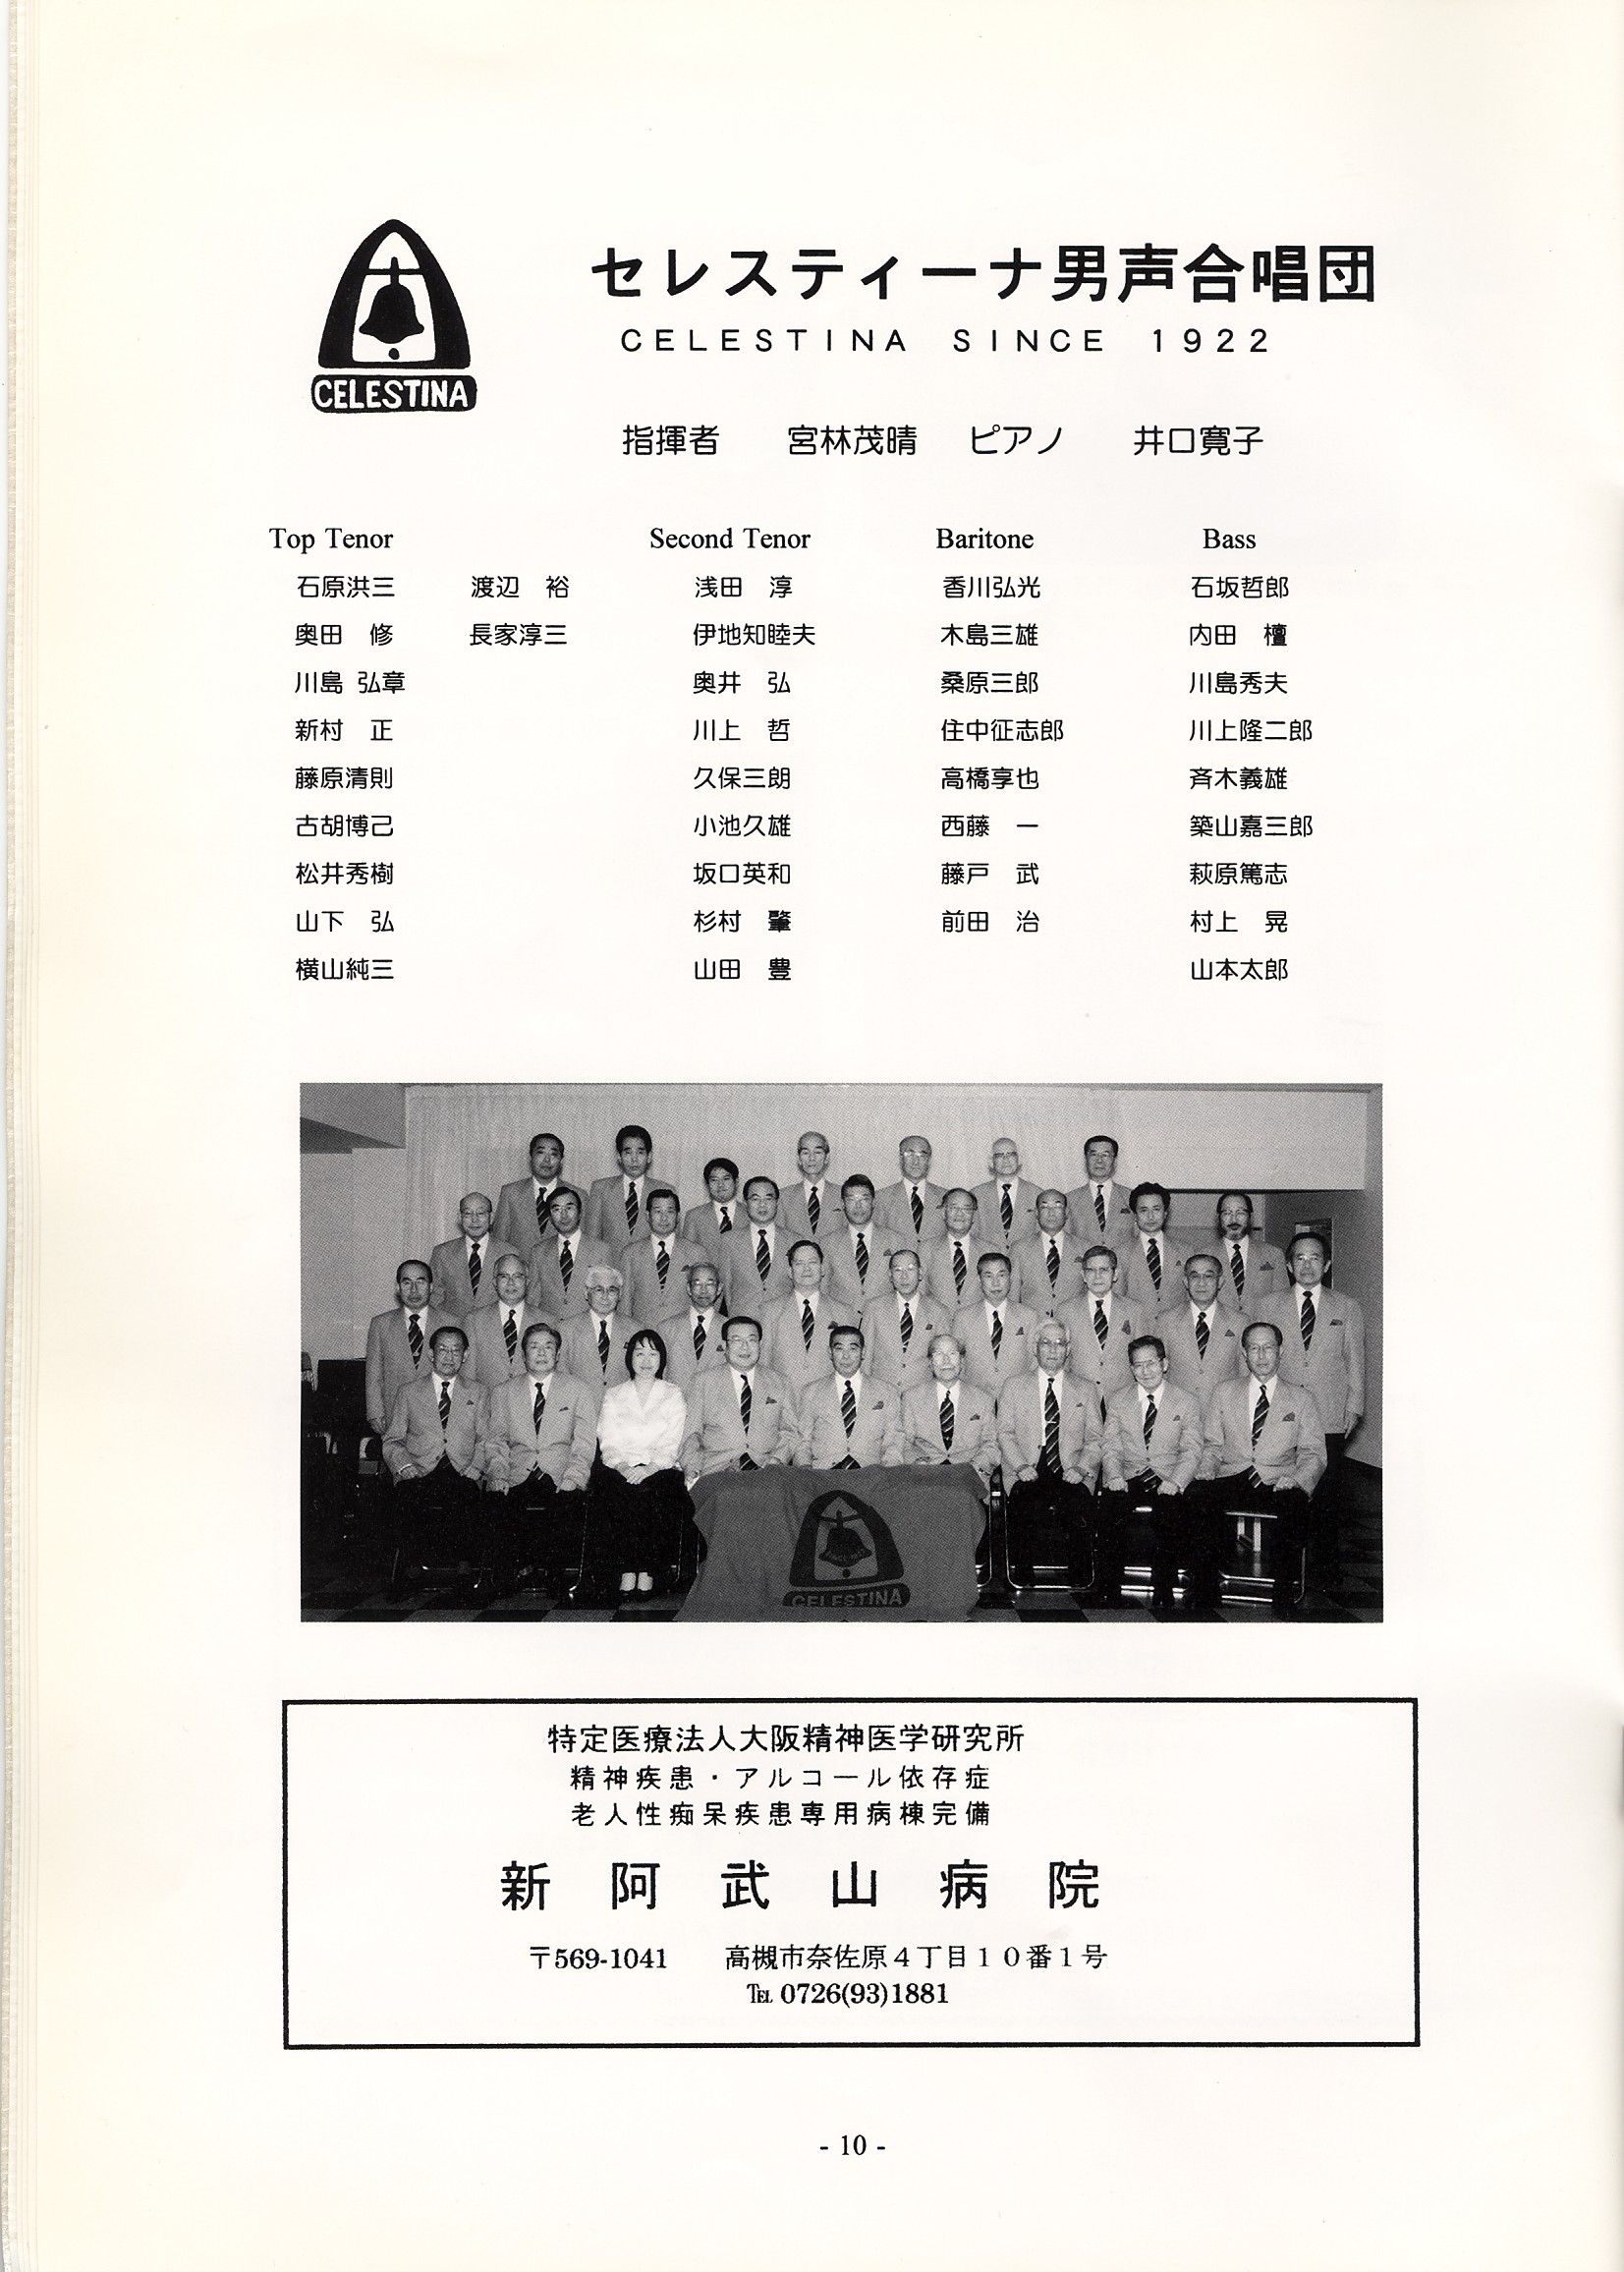 CELESTINA
セレスティーナ男声合唱団
CELESTINA SINCE 1922
指揮者 宮林茂晴 ピアノ 井口寛子
Top Tenor Second Tenor Baritone Bass
石原洪三 渡辺 裕 浅田 淳 香川弘光 石坂哲郎
奥田 修 長家淳三 伊地知睦夫 木島三雄 内田 檀
川島 弘章 奥井 弘 桑原三郎 川島秀夫
新村 正 川上 哲 住中征志郎 川上隆二郎
藤原清則 久保三朗 高橋享也 斉木義雄
古胡博己 小池久雄 西藤 一 築山嘉三郎
松井秀樹 坂口英和 藤戸 武 萩原篤志
山下 弘 杉村 肇 前田 治 村上 晃
横山純三 山田 豊 山本太郎
CELESTINA
特定医療法人大阪精神医学研究所
精神疾患・アルコール依存症
老人性痴呆疾患専用病棟完備
新阿武山病院
〒569-1041 高槻市奈佐原4丁目10番1号
℡ 0726(93)1881
- 10 -